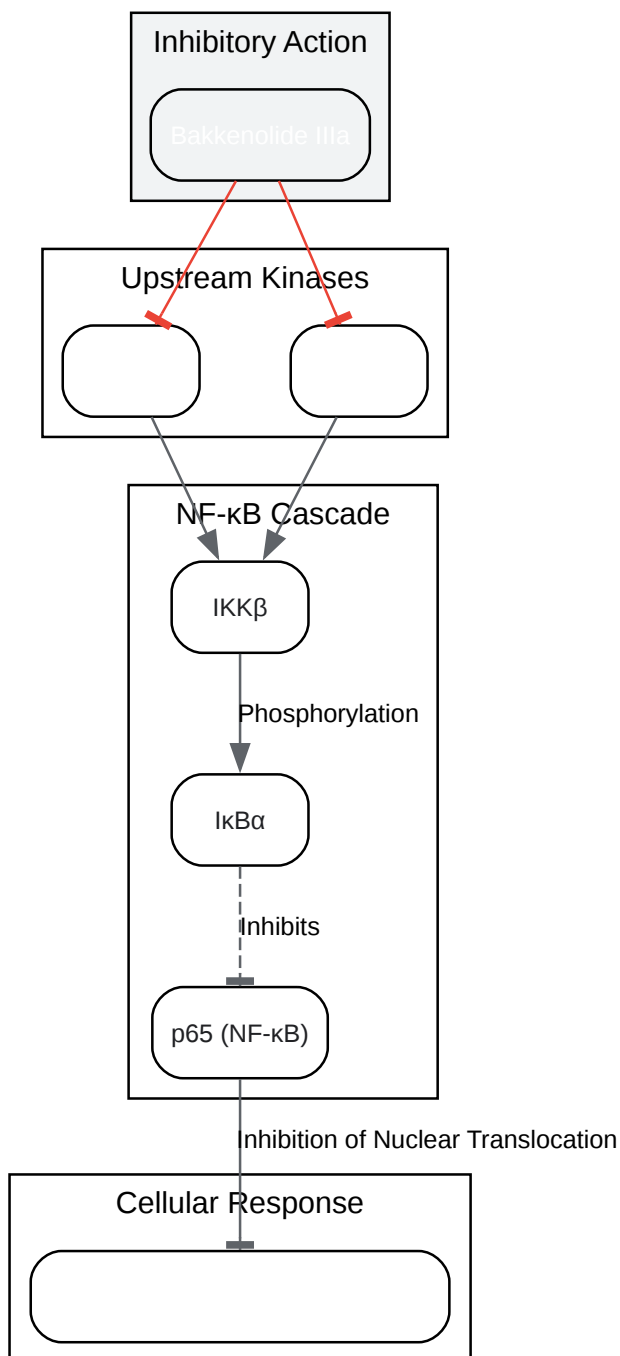 Inhibitory Action
Bakkenolide IIIa
Upstream Kinases
NF-κB Cascade
IKKβ
Phosphorylation
IκBα
Inhibits
p65 (NF-κB)
Inhibition of Nuclear Translocation
Cellular Response